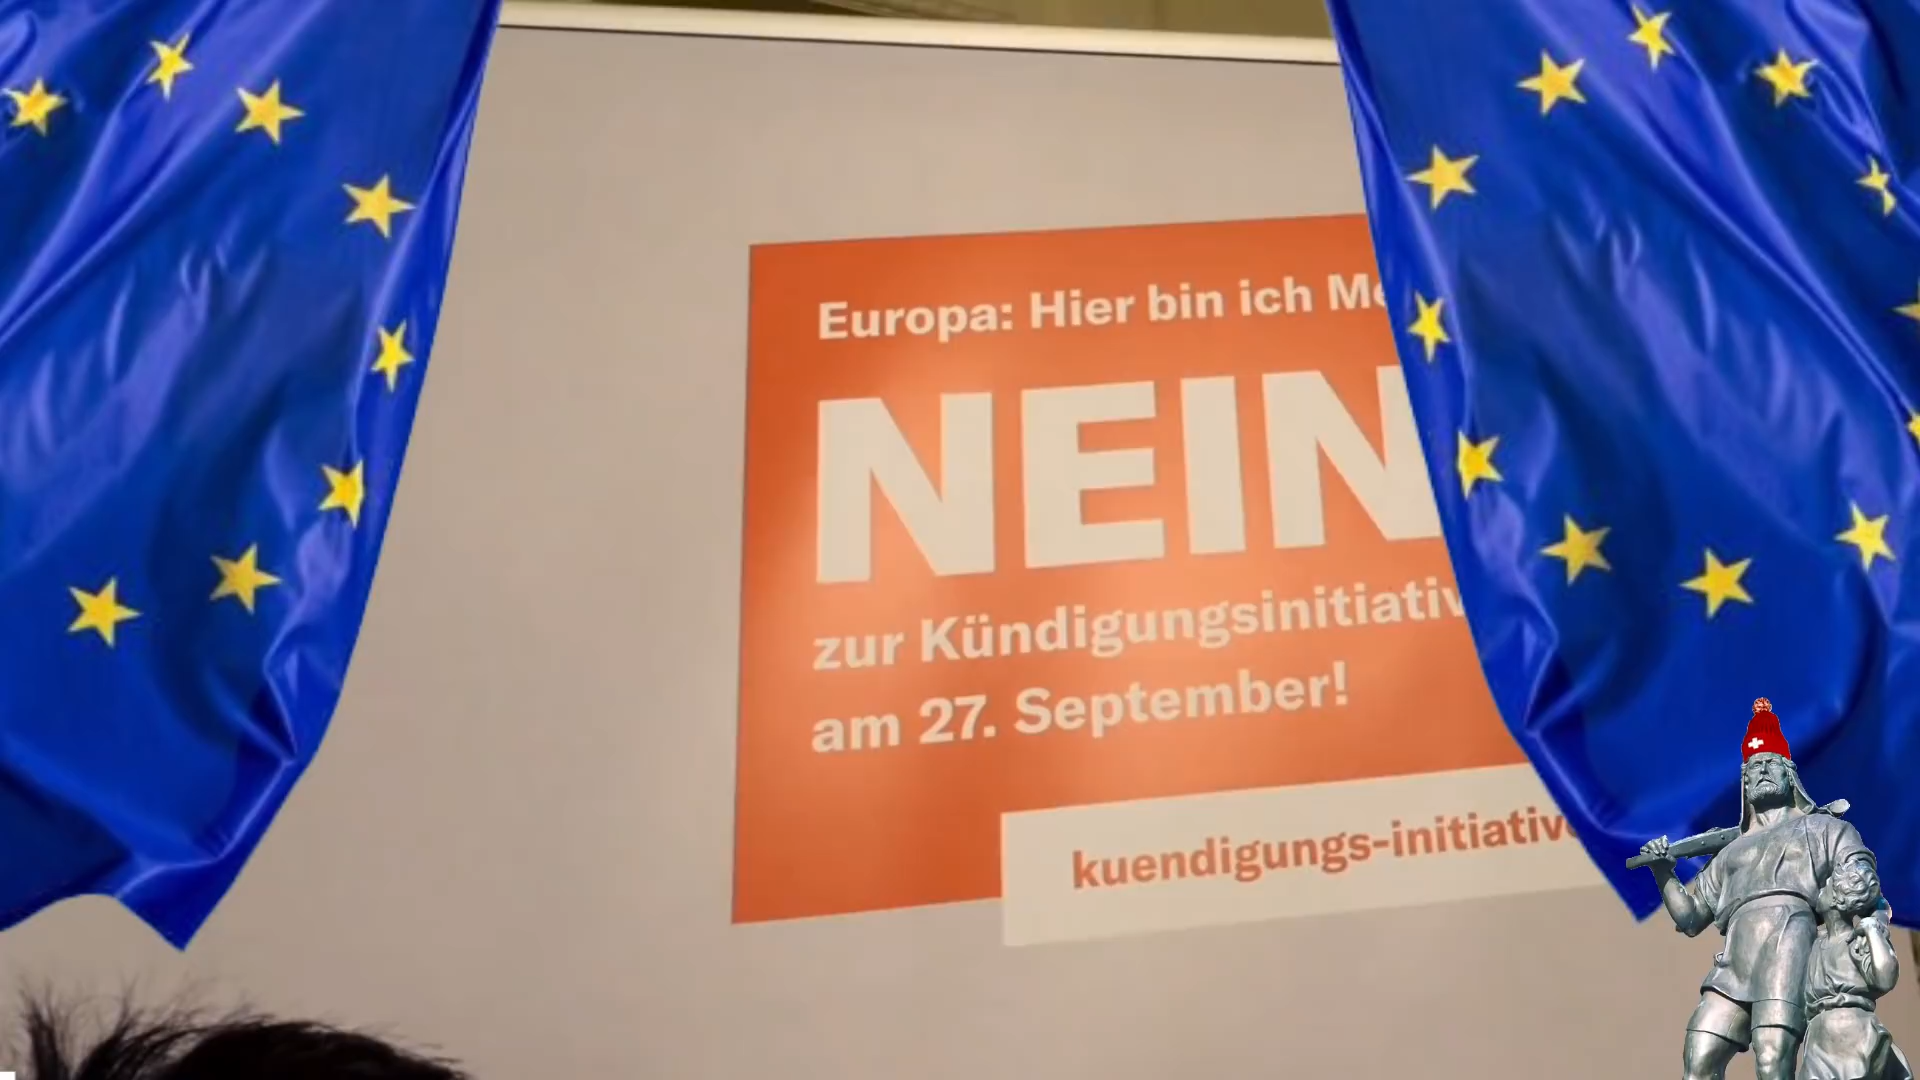 Europa: Hier bin ich
NEIN
zur Kündigungsinitiativ
am 27. September!
kuendigungs-initiative